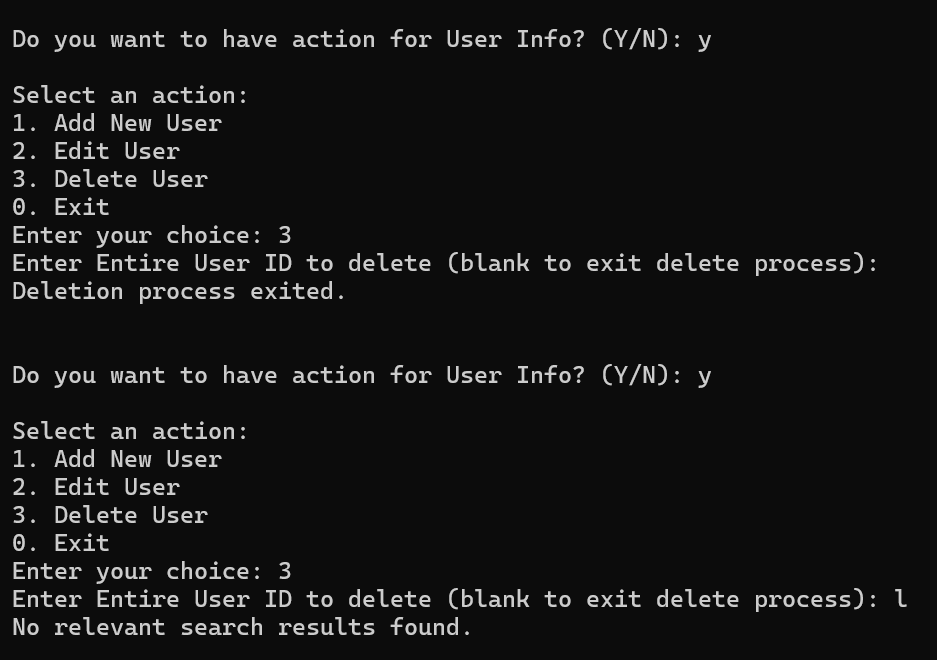 Do you want to have action for User Info? (Y/N): y
Select an action:
1. Add New User
2. Edit User
3. Delete User
0. Exit
Enter your choice: 3
Enter Entire User ID to delete (blank to exit delete process):
Deletion process exited.
Do you want to have action for User Info? (Y/N): y
Select an action:
1. Add New User
2. Edit User
3. Delete User
0. Exit
Enter your choice: 3
Enter Entire User ID to delete (blank to exit delete process): l
No relevant search results found.